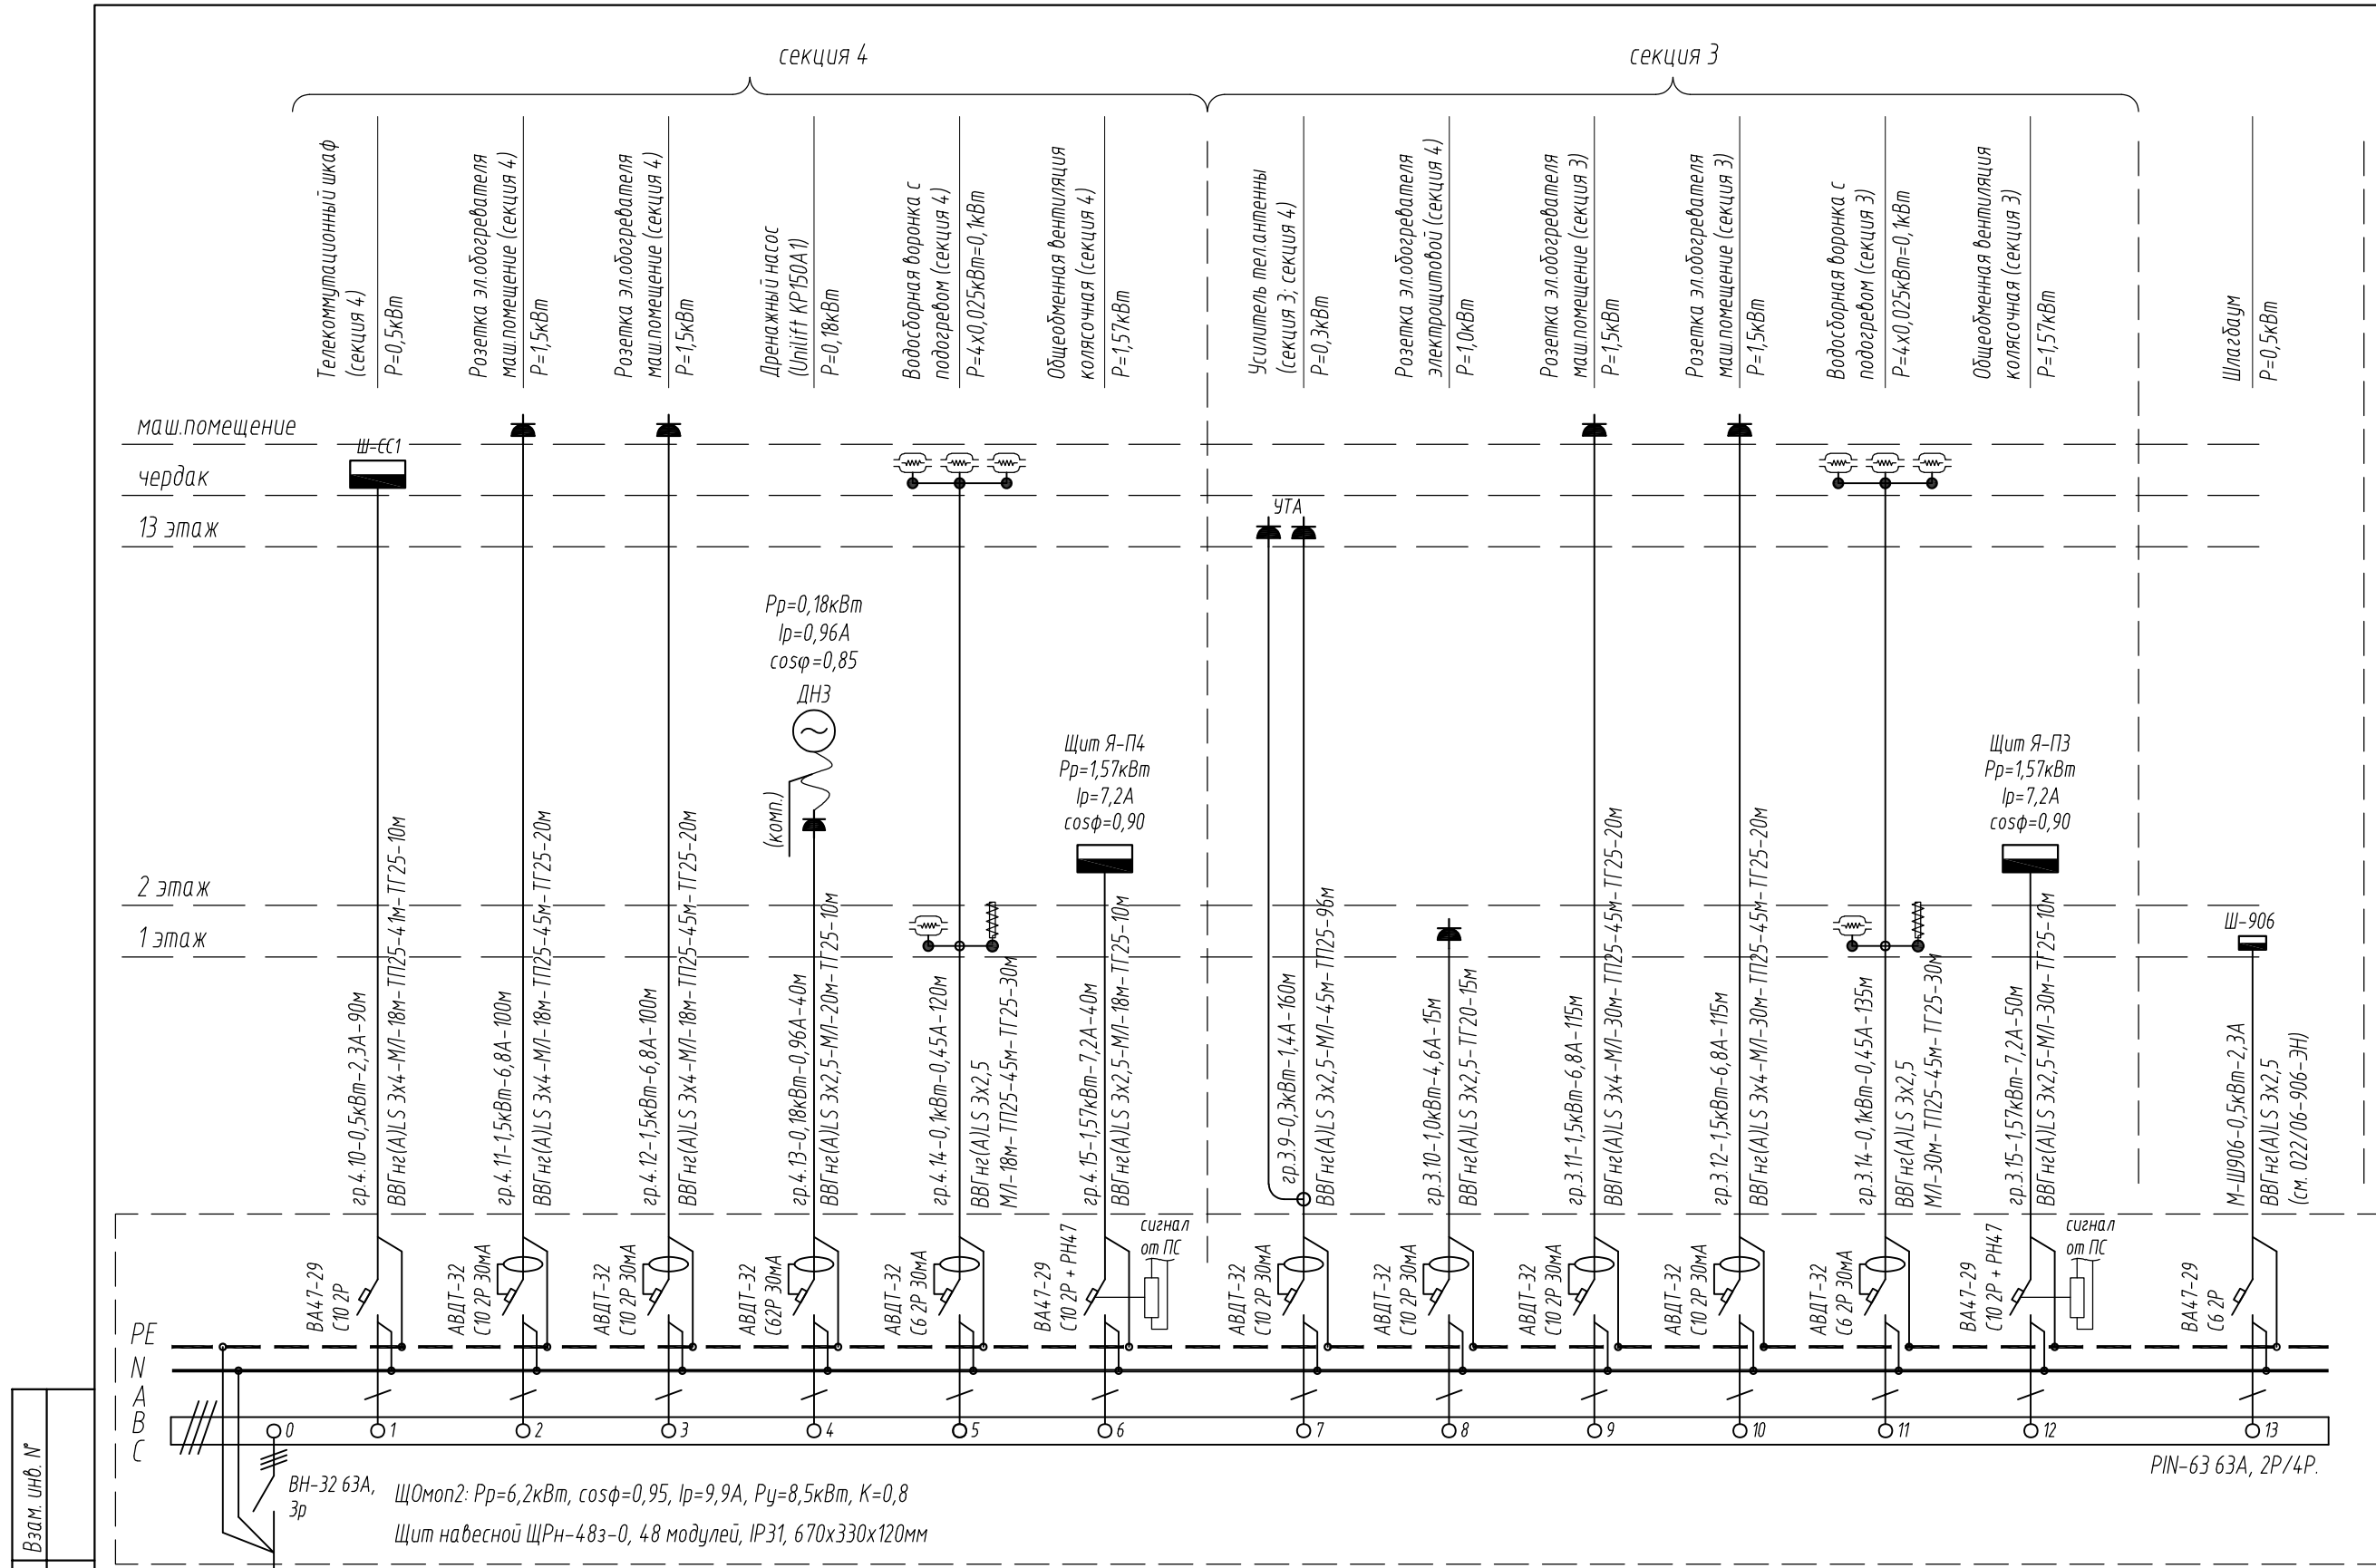 секция 4
секция 3
Телекоммутационный шкаф
(секция 4)
P=0,5кВт
Розетка эл.обогревателя
маш.помещение (секция 4)
P=1,5кВт
Розетка эл.обогревателя
маш.помещение (секция 4)
P=1,5кВт
Дренажный насос
(Unilift KP150A1)
P=0,18кВт
Водосборная воронка с
подогревом (секция 4)
P=4x0,025кВт=0,1кВт
Общеобменная вентиляция
колясочная (секция 4)
P=1,57кВт
Усилитель тел.антенны
(секция 3; секция 4)
P=0,3кВт
Розетка эл.обогревателя
электрощитовой (секция 4)
P=1,0кВт
Розетка эл.обогревателя
маш.помещение (секция 3)
P=1,5кВт
Розетка эл.обогревателя
маш.помещение (секция 3)
P=1,5кВт
Водосборная воронка с
подогревом (секция 3)
P=4x0,025кВт=0,1кВт
Общеобменная вентиляция
колясочная (секция 3)
P=1,57кВт
Шлагбаум
P=0,5кВт
маш.помещение
Ш-СС1
чердак
УТА
13 этаж
Pр=0,18кВт
Iр=0,96А
cosφ=0,85
ДН3
(комп.)
Щит Я-П4
Pр=1,57кВт
Iр=7,2А
cosф=0,90
Щит Я-П3
Pр=1,57кВт
Iр=7,2А
cosф=0,90
2 этаж
1 этаж
Ш-906
гр.4.10-0,5кВт-2,3А-90м
ВВГнг(А)LS 3x4-МЛ-18м-ТП25-41м-ТГ25-10м
гр.4.11-1,5кВт-6,8А-100м
ВВГнг(А)LS 3x4-МЛ-18м-ТП25-45м-ТГ25-20м
гр.4.12-1,5кВт-6,8А-100м
ВВГнг(А)LS 3x4-МЛ-18м-ТП25-45м-ТГ25-20м
гр.4.13-0,18кВт-0,96А-40м
ВВГнг(А)LS 3x2,5-МЛ-20м-ТГ25-10м
гр.4.14-0,1кВт-0,45А-120м
ВВГнг(А)LS 3x2,5
МЛ-18м-ТП25-45м-ТГ25-30м
гр.4.15-1,57кВт-7,2А-40м
ВВГнг(А)LS 3x2,5-МЛ-18м-ТГ25-10м
гр.3.9-0,3кВт-1,4А-160м
ВВГнг(А)LS 3x2,5-МЛ-45м-ТП25-96м
гр.3.10-1,0кВт-4,6А-15м
ВВГнг(А)LS 3x2,5-ТГ20-15м
гр.3.11-1,5кВт-6,8А-115м
ВВГнг(А)LS 3x4-МЛ-30м-ТП25-45м-ТГ25-20м
гр.3.12-1,5кВт-6,8А-115м
ВВГнг(А)LS 3x4-МЛ-30м-ТП25-45м-ТГ25-20м
гр.3.14-0,1кВт-0,45А-135м
ВВГнг(А)LS 3x2,5
МЛ-30м-ТП25-45м-ТГ25-30м
гр.3.15-1,57кВт-7,2А-50м
ВВГнг(А)LS 3x2,5-МЛ-30м-ТГ25-10м
М-Ш906-0,5кВт-2,3А
ВВГнг(А)LS 3x2,5
(см. 022/06-906-ЭН)
ВА47-29
С10 2Р
АВДТ-32
С10 2Р 30мА
АВДТ-32
С10 2Р 30мА
АВДТ-32
С62Р 30мА
АВДТ-32
С6 2Р 30мА
ВА47-29
С10 2Р + РН47
сигнал
от ПС
АВДТ-32
С10 2Р 30мА
АВДТ-32
С10 2Р 30мА
АВДТ-32
С10 2Р 30мА
АВДТ-32
С10 2Р 30мА
АВДТ-32
С6 2Р 30мА
ВА47-29
С10 2Р + РН47
сигнал
от ПС
ВА47-29
С6 2Р
PE
N
A
B
C
0
1
2
3
4
5
6
7
8
9
10
11
12
13
PIN-63 63А, 2Р/4Р.
ВН-32 63А,
3р
ЩОмоп2: Pр=6,2кВт, cosф=0,95, Iр=9,9А, Ру=8,5кВт, К=0,8
Щит навесной ЩРн-48з-0, 48 модулей, IP31, 670х330х120мм
Взам. инв. N°